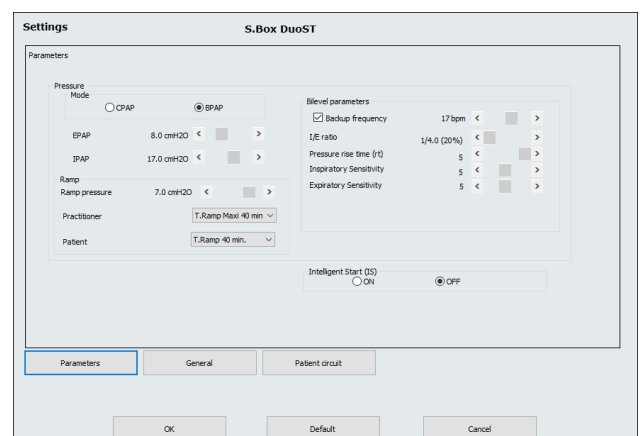 Settings
S.Box DuoST
Parameters
Pressure
Mode
CPAP
BPAP
EPAP 8.0 cmH2O
IPAP 17.0 cmH2O
Ramp
Ramp pressure 7.0 cmH2O
Practitioner T.Ramp Maxi 40 min
Patient T.Ramp 40 min.
Bilevel parameters
Backup frequency 17 bpm
I/E ratio 1/4.0 (20%)
Pressure rise time (rt) 5
Inspiratory Sensitivity 5
Expiratory Sensitivity 5
Intelligent Start (IS)
ON
OFF
Parameters
General
Patient circuit
OK
Default
Cancel